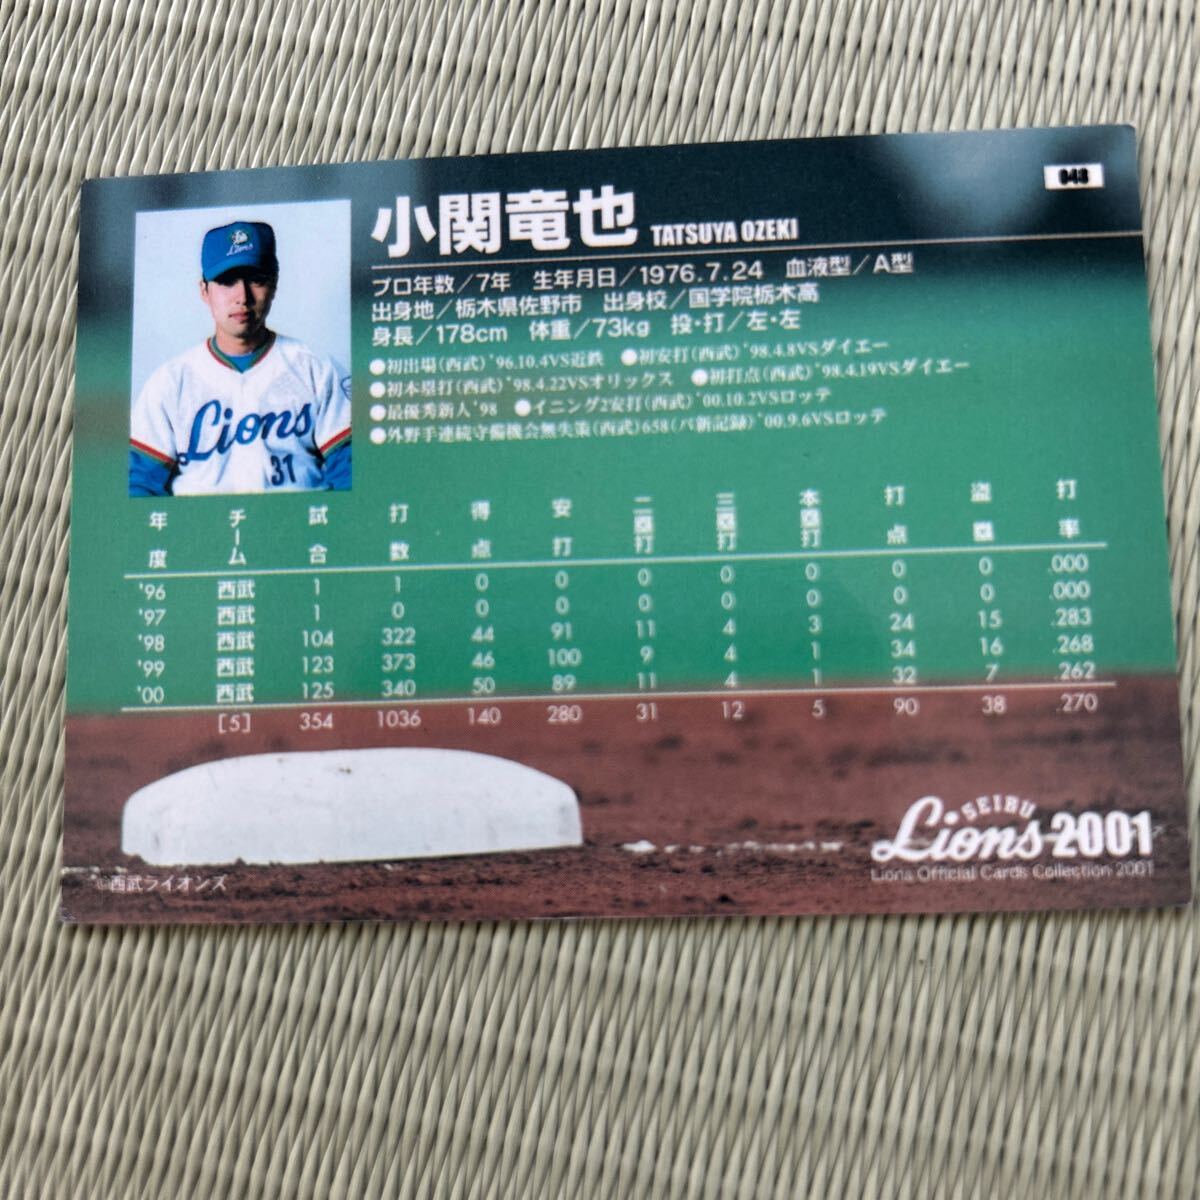 048
小関竜也 TATSUYA OZEKI
プロ年数／7年 生年月日／1976.7.24 血液型／A型
出身地／栃木県佐野市 出身校／国学院栃木高
身長／178cm 体重／73kg 投・打／左・左
●初出場(西武)'96.10.4VS近鉄 ●初安打(西武)'98.4.8VSダイエー
●初本塁打(西武)'98.4.22VSオリックス ●初打点(西武)'98.4.19VSダイエー
●最優秀新人'98 ●イニング2安打(西武)'00.10.2VSロッテ
●外野手連続守備機会無失策(西武)658(パ新記録)'00.9.6VSロッテ
Lions
Lions
31
年度 チーム 試合 打数 得点 安打 二塁打 三塁打 本塁打 打点 盗塁 打率
'96 西武 1 1 0 0 0 0 0 0 0 .000
'97 西武 1 0 0 0 0 0 0 0 0 .000
'98 西武 104 322 44 91 11 4 3 24 15 .283
'99 西武 123 373 46 100 9 4 1 34 16 .268
'00 西武 125 340 50 89 11 4 1 32 7 .262
[5] 354 1036 140 280 31 12 5 90 38 .270
SEIBU
Lions 2001
Lions Official Cards Collection 2001
©西武ライオンズ